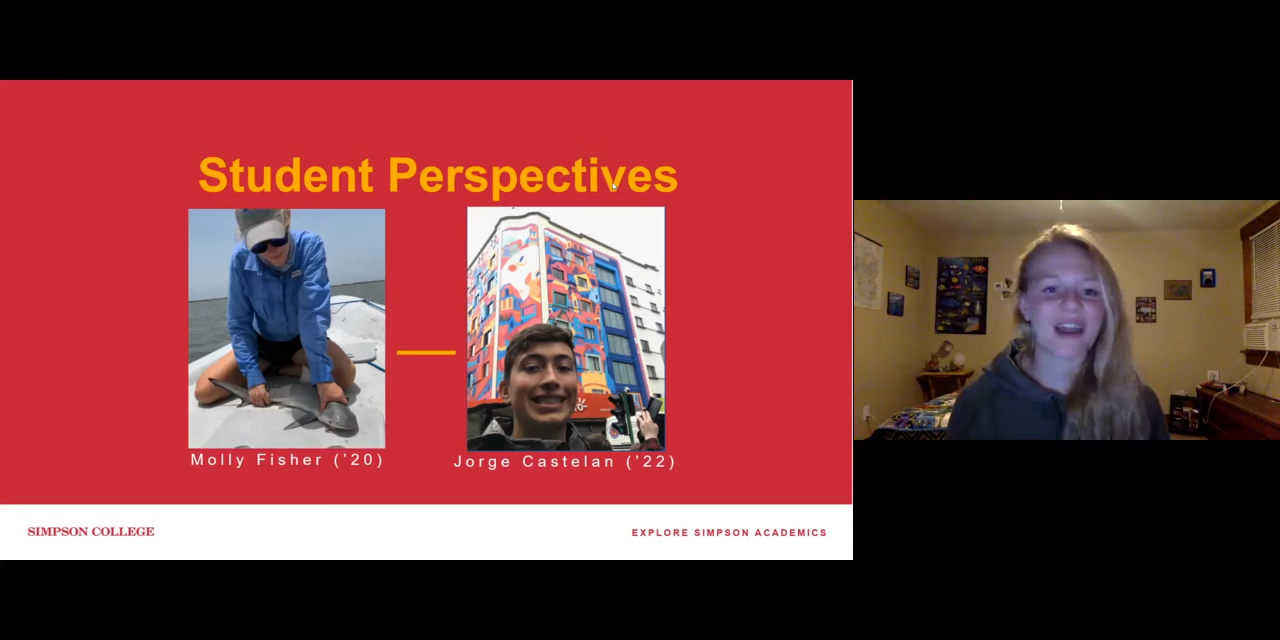 Student Perspectives
Molly Fisher ('20)
Jorge Castelan ('22)
SIMPSON COLLEGE
EXPLORE SIMPSON ACADEMICS